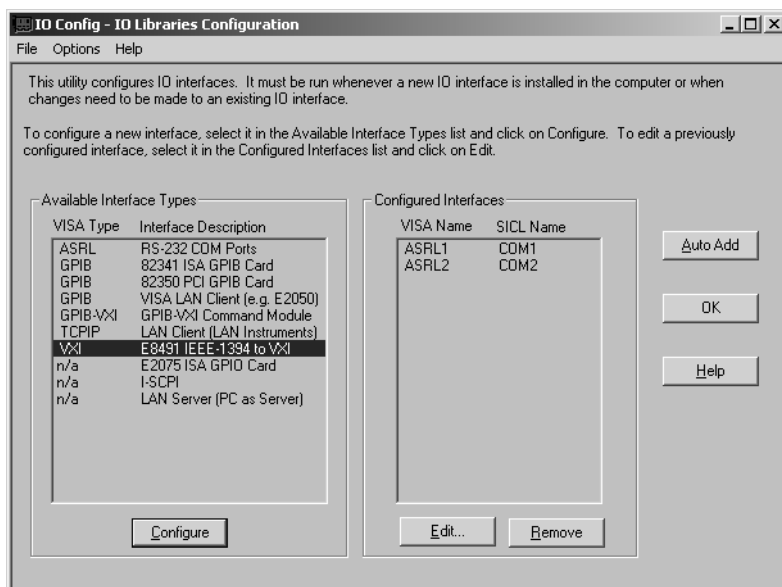 IO Config - IO Libraries Configuration
File Options Help
This utility configures IO interfaces. It must be run whenever a new IO interface is installed in the computer or when
changes need to be made to an existing IO interface.
To configure a new interface, select it in the Available Interface Types list and click on Configure. To edit a previously
configured interface, select it in the Configured Interfaces list and click on Edit.
Available Interface Types
VISA Type Interface Description
ASRL RS-232 COM Ports
GPIB 82341 ISA GPIB Card
GPIB 82350 PCI GPIB Card
GPIB VISA LAN Client (e.g. E2050)
GPIB-VXI GPIB-VXI Command Module
TCPIP LAN Client (LAN Instruments)
VXI E8491 IEEE-1394 to VXI
n/a E2075 ISA GPIO Card
n/a I-SCPI
n/a LAN Server (PC as Server)
Configure
Configured Interfaces
VISA Name SICL Name
ASRL1 COM1
ASRL2 COM2
Edit... Remove
Auto Add
OK
Help